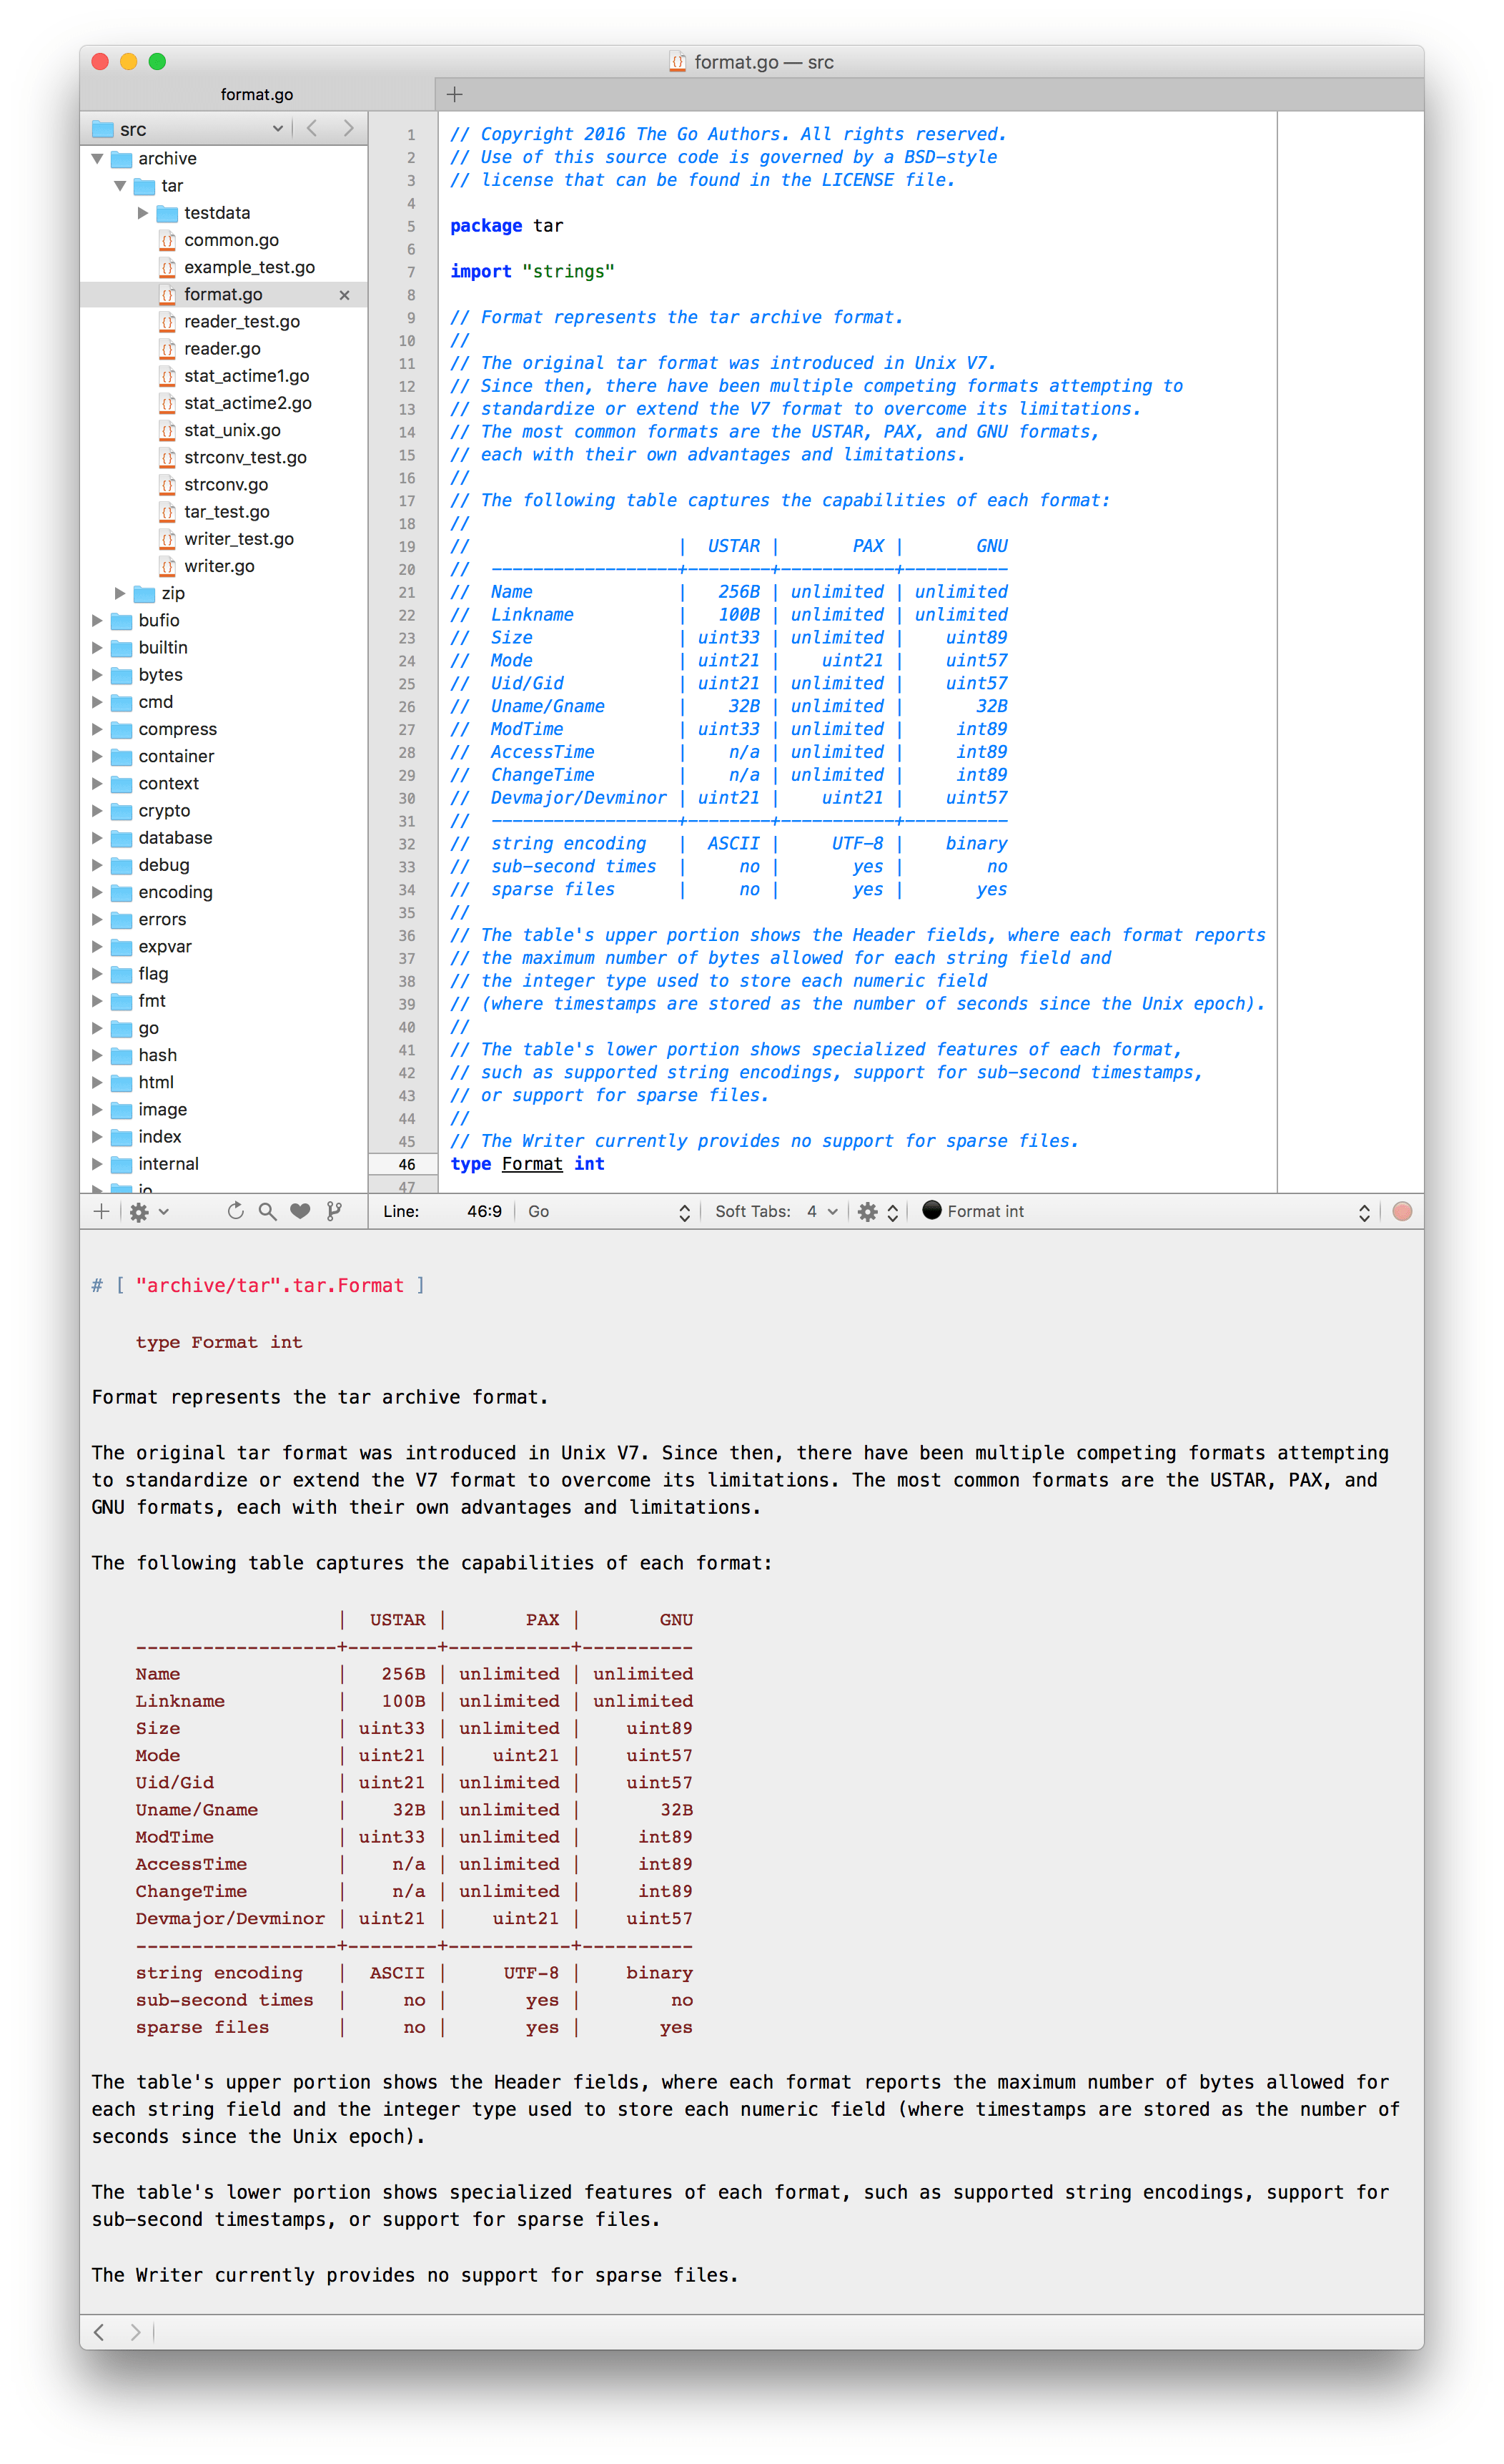 format.go — src
format.go
src
archive
tar
testdata
common.go
example_test.go
format.go
reader_test.go
reader.go
stat_actime1.go
stat_actime2.go
stat_unix.go
strconv_test.go
strconv.go
tar_test.go
writer_test.go
writer.go
zip
bufio
builtin
bytes
cmd
compress
container
context
crypto
database
debug
encoding
errors
expvar
flag
fmt
go
hash
html
image
index
internal
io
1 // Copyright 2016 The Go Authors. All rights reserved.
2 // Use of this source code is governed by a BSD-style
3 // license that can be found in the LICENSE file.
4
5 package tar
6
7 import "strings"
8
9 // Format represents the tar archive format.
10 //
11 // The original tar format was introduced in Unix V7.
12 // Since then, there have been multiple competing formats attempting to
13 // standardize or extend the V7 format to overcome its limitations.
14 // The most common formats are the USTAR, PAX, and GNU formats,
15 // each with their own advantages and limitations.
16 //
17 // The following table captures the capabilities of each format:
18 //
19 //                    |  USTAR |       PAX |       GNU
20 //  ------------------+--------+-----------+----------
21 //  Name              |   256B | unlimited | unlimited
22 //  Linkname          |   100B | unlimited | unlimited
23 //  Size              | uint33 | unlimited |    uint89
24 //  Mode              | uint21 |    uint21 |    uint57
25 //  Uid/Gid           | uint21 | unlimited |    uint57
26 //  Uname/Gname       |    32B | unlimited |       32B
27 //  ModTime           | uint33 | unlimited |     int89
28 //  AccessTime        |    n/a | unlimited |     int89
29 //  ChangeTime        |    n/a | unlimited |     int89
30 //  Devmajor/Devminor | uint21 |    uint21 |    uint57
31 //  ------------------+--------+-----------+----------
32 //  string encoding   |  ASCII |     UTF-8 |    binary
33 //  sub-second times  |     no |       yes |        no
34 //  sparse files      |     no |       yes |       yes
35 //
36 // The table's upper portion shows the Header fields, where each format reports
37 // the maximum number of bytes allowed for each string field and
38 // the integer type used to store each numeric field
39 // (where timestamps are stored as the number of seconds since the Unix epoch).
40 //
41 // The table's lower portion shows specialized features of each format,
42 // such as supported string encodings, support for sub-second timestamps,
43 // or support for sparse files.
44 //
45 // The Writer currently provides no support for sparse files.
46 type Format int
47
Line: 46:9 Go Soft Tabs: 4 Format int
# [ "archive/tar".tar.Format ]
type Format int
Format represents the tar archive format.
The original tar format was introduced in Unix V7. Since then, there have been multiple competing formats attempting
to standardize or extend the V7 format to overcome its limitations. The most common formats are the USTAR, PAX, and
GNU formats, each with their own advantages and limitations.
The following table captures the capabilities of each format:
                  |  USTAR |       PAX |       GNU
------------------+--------+-----------+----------
Name              |   256B | unlimited | unlimited
Linkname          |   100B | unlimited | unlimited
Size              | uint33 | unlimited |    uint89
Mode              | uint21 |    uint21 |    uint57
Uid/Gid           | uint21 | unlimited |    uint57
Uname/Gname       |    32B | unlimited |       32B
ModTime           | uint33 | unlimited |     int89
AccessTime        |    n/a | unlimited |     int89
ChangeTime        |    n/a | unlimited |     int89
Devmajor/Devminor | uint21 |    uint21 |    uint57
------------------+--------+-----------+----------
string encoding   |  ASCII |     UTF-8 |    binary
sub-second times  |     no |       yes |        no
sparse files      |     no |       yes |       yes
The table's upper portion shows the Header fields, where each format reports the maximum number of bytes allowed for
each string field and the integer type used to store each numeric field (where timestamps are stored as the number of
seconds since the Unix epoch).
The table's lower portion shows specialized features of each format, such as supported string encodings, support for
sub-second timestamps, or support for sparse files.
The Writer currently provides no support for sparse files.